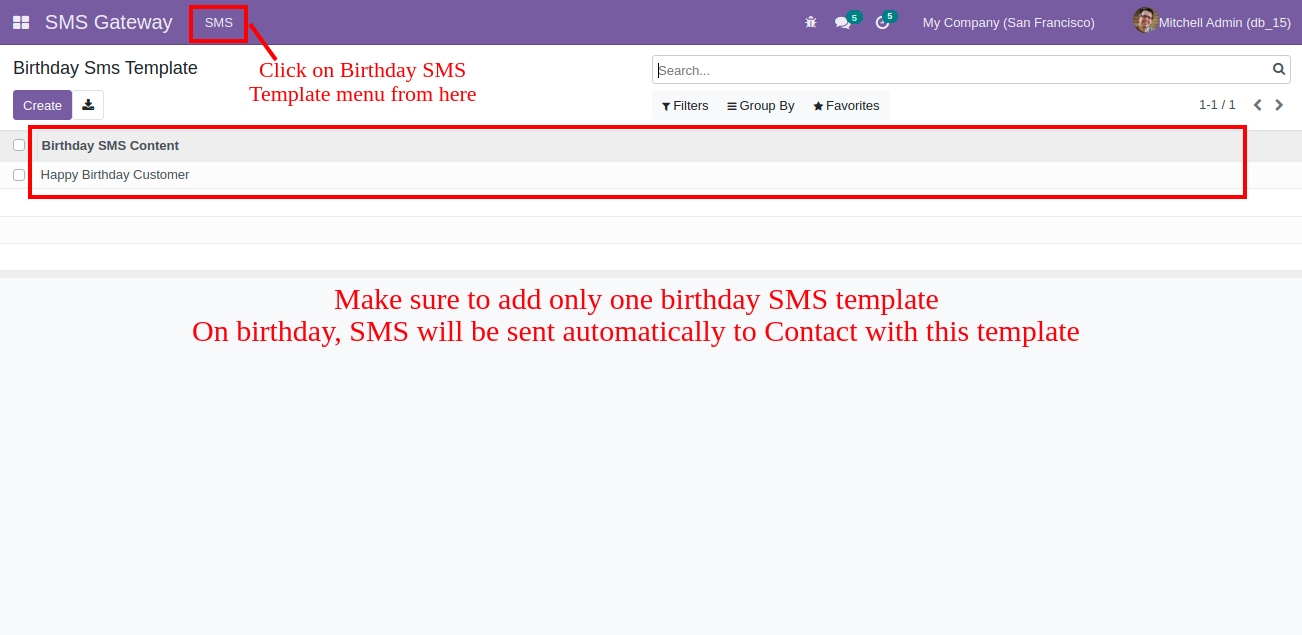 SMS Gateway SMS 5 5 My Company (San Francisco) Mitchell Admin (db_15)
Birthday Sms Template
Search...
Click on Birthday SMS
Template menu from here
Create
Filters Group By Favorites 1-1 / 1
Birthday SMS Content
Happy Birthday Customer
Make sure to add only one birthday SMS template
On birthday, SMS will be sent automatically to Contact with this template